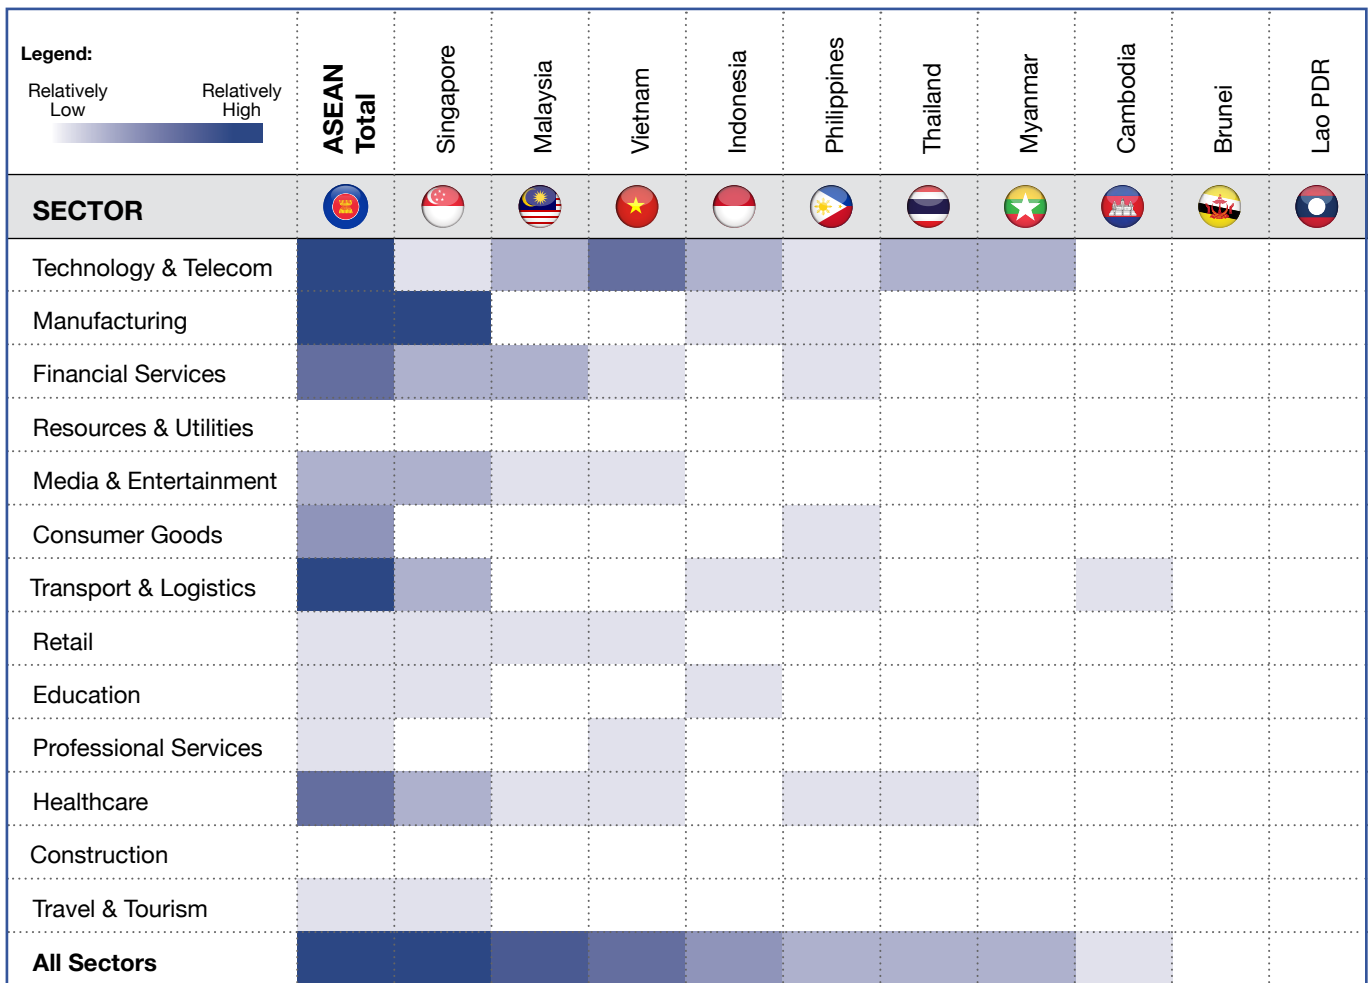 Legend:
Relatively Low
Relatively High
ASEAN Total
Singapore
Malaysia
Vietnam
Indonesia
Philippines
Thailand
Myanmar
Cambodia
Brunei
Lao PDR
SECTOR
Technology & Telecom
Manufacturing
Financial Services
Resources & Utilities
Media & Entertainment
Consumer Goods
Transport & Logistics
Retail
Education
Professional Services
Healthcare
Construction
Travel & Tourism
All Sectors